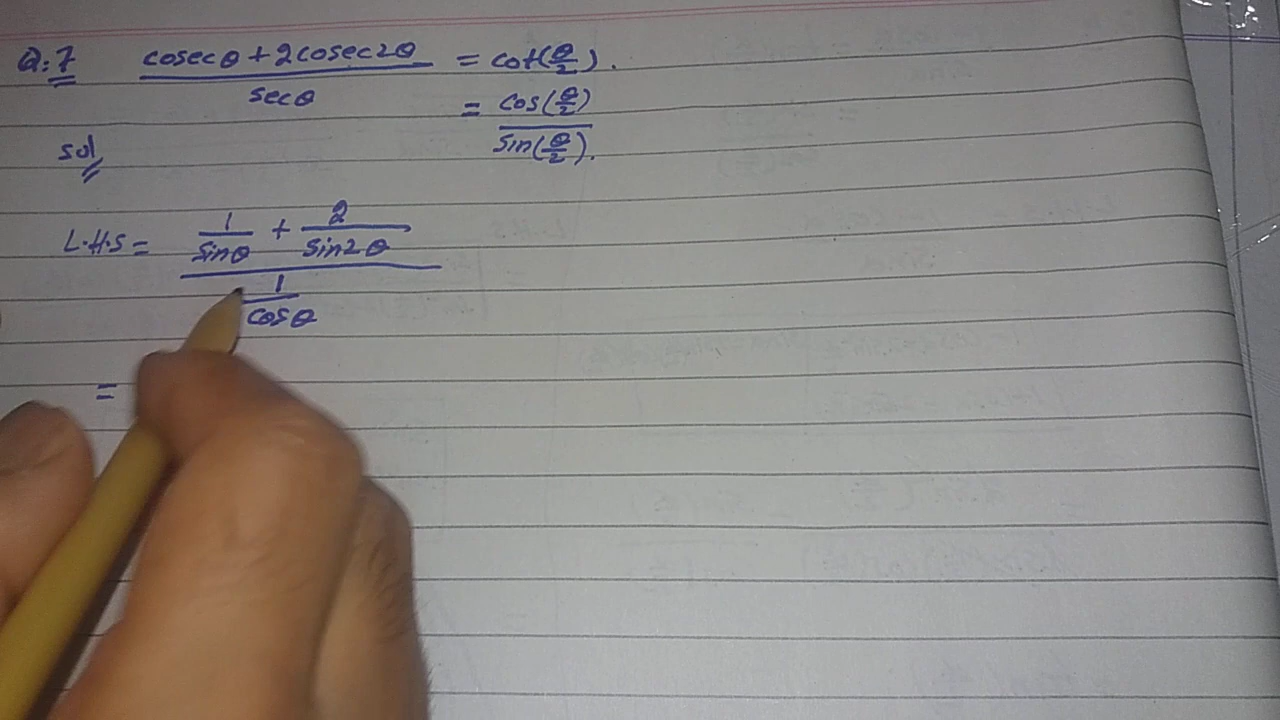 Q:7 cosecθ + 2cosec2θ / secθ = cot(θ/2).
= cos(θ/2) / sin(θ/2).
sol
L.H.S = 1/sinθ + 2/sin2θ / 1/cosθ
=